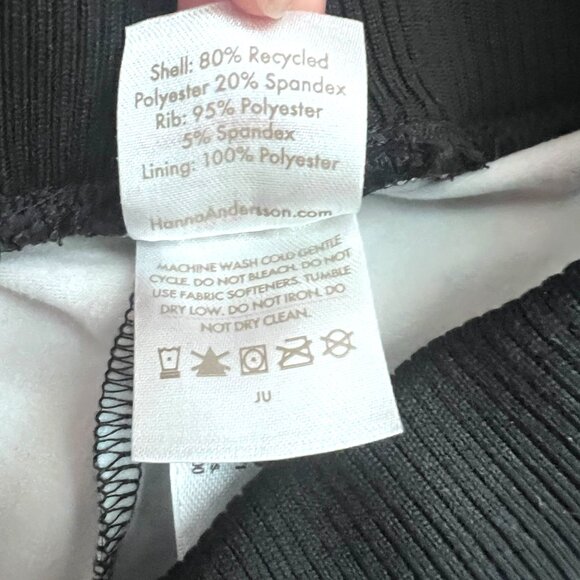 Shell: 80% Recycled
Polyester 20% Spandex
Rib: 95% Polyester
5% Spandex
Lining: 100% Polyester
HannaAndersson.com
MACHINE WASH COLD GENTLE
CYCLE. DO NOT BLEACH. DO NOT
USE FABRIC SOFTENERS. TUMBLE
DRY LOW. DO NOT IRON. DO
NOT DRY CLEAN.
JU